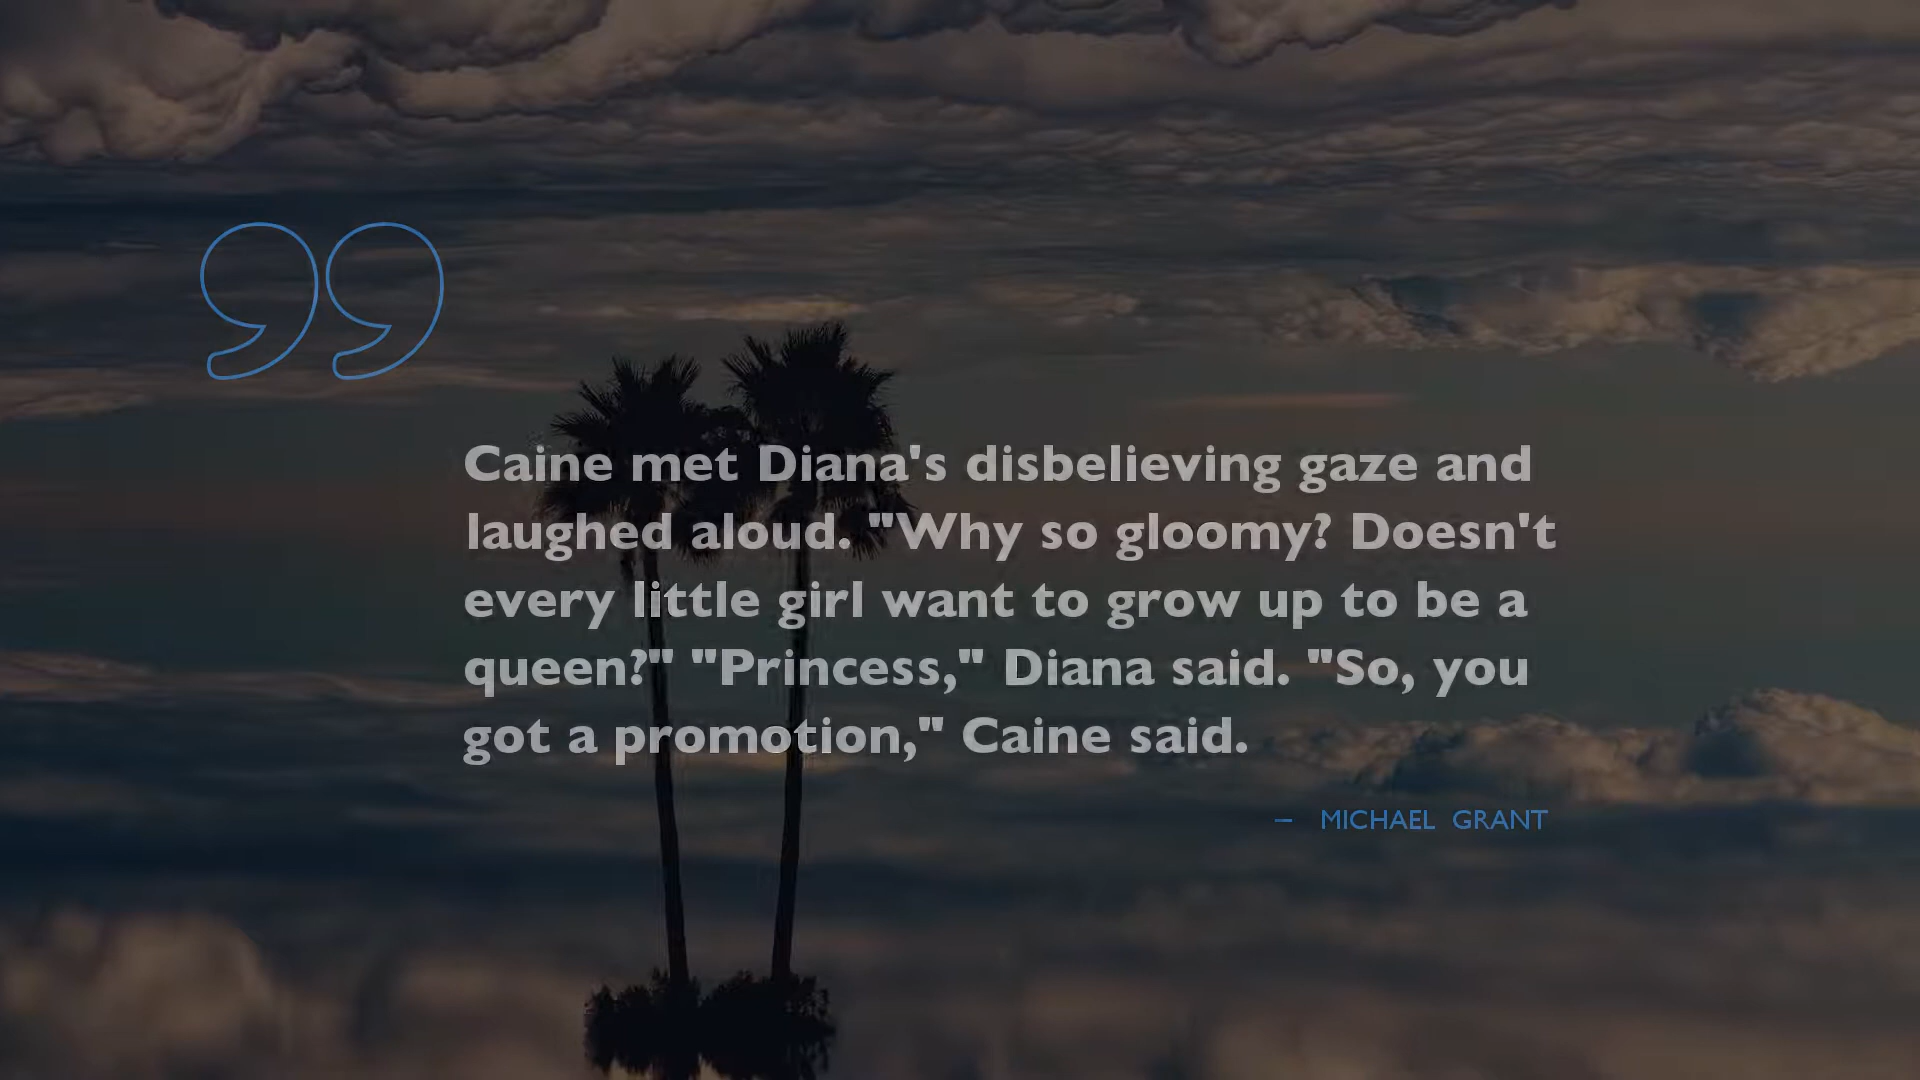 Caine met Diana's disbelieving gaze and
laughed aloud. "Why so gloomy? Doesn't
every little girl want to grow up to be a
queen?" "Princess," Diana said. "So, you
got a promotion," Caine said.
– MICHAEL GRANT